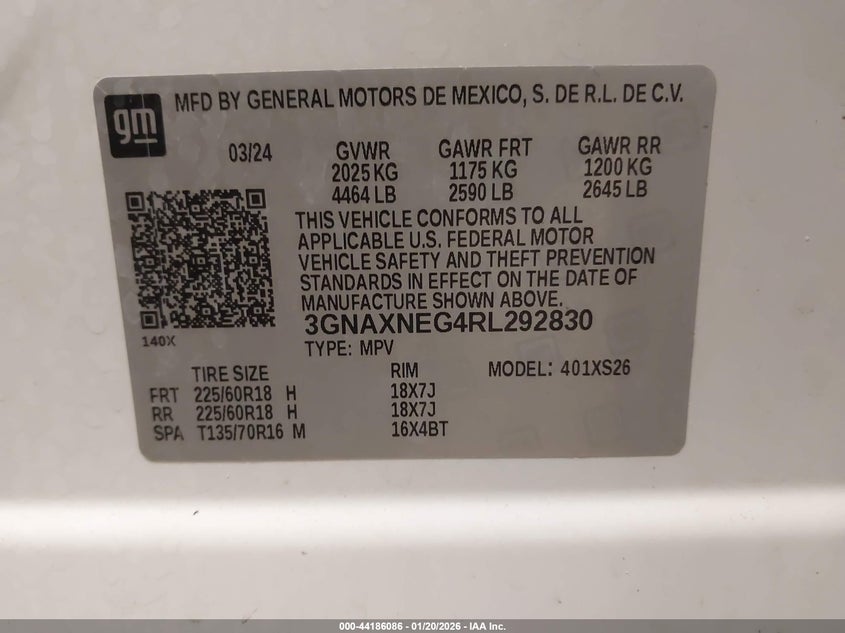 gm
MFD BY GENERAL MOTORS DE MEXICO, S. DE R.L. DE C.V.
03/24 GVWR GAWR FRT GAWR RR
2025 KG 1175 KG 1200 KG
4464 LB 2590 LB 2645 LB
THIS VEHICLE CONFORMS TO ALL
APPLICABLE U.S. FEDERAL MOTOR
VEHICLE SAFETY AND THEFT PREVENTION
STANDARDS IN EFFECT ON THE DATE OF
MANUFACTURE SHOWN ABOVE.
3GNAXNEG4RL292830
140X
TYPE: MPV
TIRE SIZE RIM MODEL: 401XS26
FRT 225/60R18 H 18X7J
RR 225/60R18 H 18X7J
SPA T135/70R16 M 16X4BT
000-44186086 - 01/20/2026 - IAA Inc.